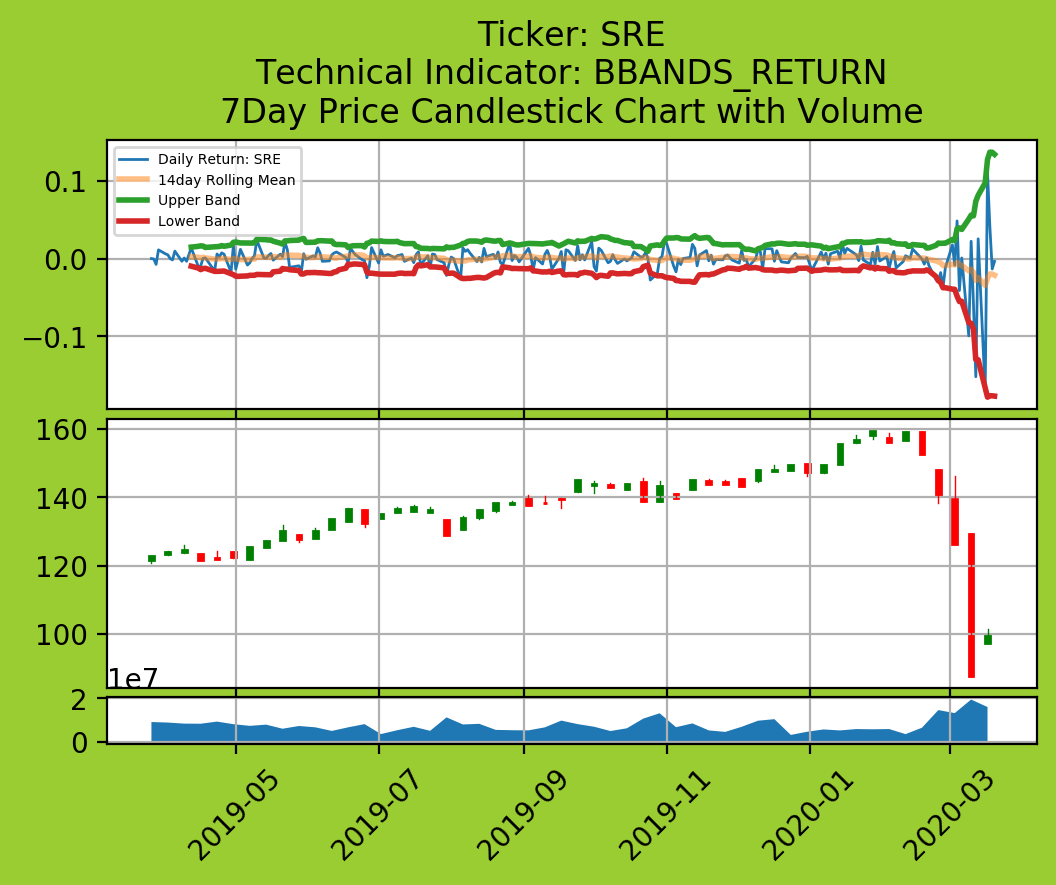 Ticker: SRE
Technical Indicator: BBANDS_RETURN
7Day Price Candlestick Chart with Volume
Daily Return: SRE
14day Rolling Mean
Upper Band
Lower Band
0.1
0.0
−0.1
160
140
120
100
1e7
2
0
2019-05
2019-07
2019-09
2019-11
2020-01
2020-03